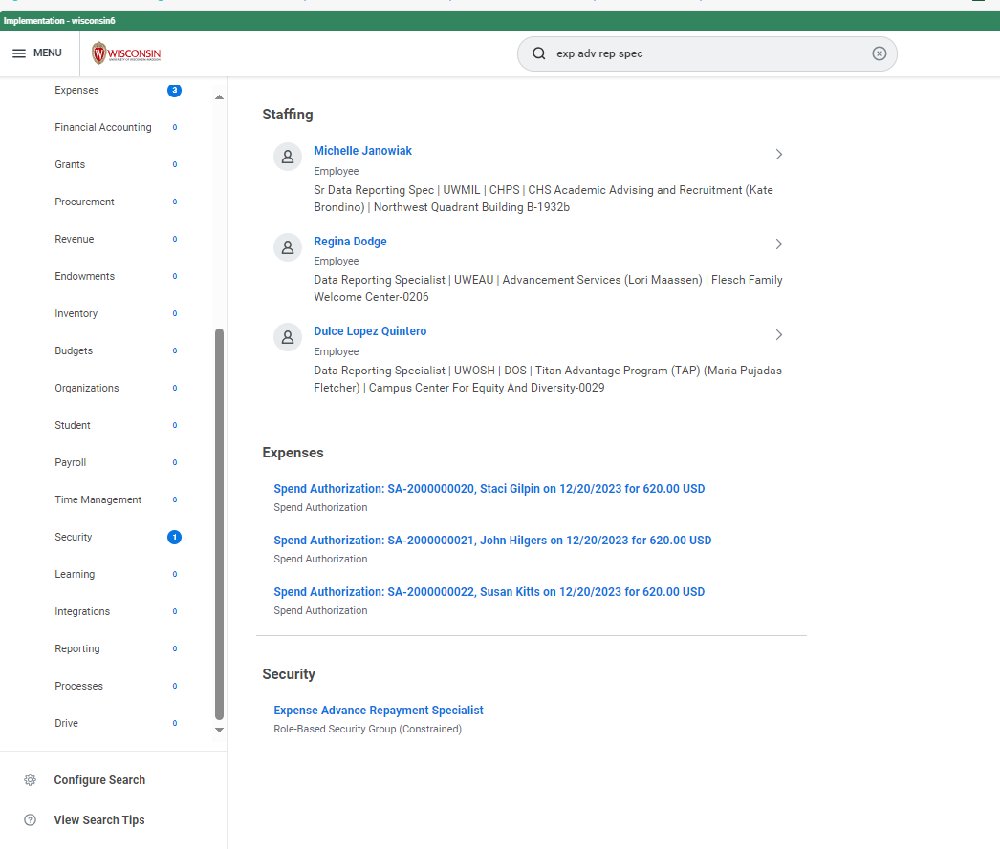 Implementation - wisconsin6
MENU
WISCONSIN
UNIVERSITY OF WISCONSIN-MADISON
exp adv rep spec
Expenses 3
Financial Accounting 0
Grants 0
Procurement 0
Revenue 0
Endowments 0
Inventory 0
Budgets 0
Organizations 0
Student 0
Payroll 0
Time Management 0
Security 1
Learning 0
Integrations 0
Reporting 0
Processes 0
Drive 0
Configure Search
View Search Tips
Staffing
Michelle Janowiak
Employee
Sr Data Reporting Spec | UWMIL | CHPS | CHS Academic Advising and Recruitment (Kate
Brondino) | Northwest Quadrant Building B-1932b
Regina Dodge
Employee
Data Reporting Specialist | UWEAU | Advancement Services (Lori Maassen) | Flesch Family
Welcome Center-0206
Dulce Lopez Quintero
Employee
Data Reporting Specialist | UWOSH | DOS | Titan Advantage Program (TAP) (Maria Pujadas-
Fletcher) | Campus Center For Equity And Diversity-0029
Expenses
Spend Authorization: SA-2000000020, Staci Gilpin on 12/20/2023 for 620.00 USD
Spend Authorization
Spend Authorization: SA-2000000021, John Hilgers on 12/20/2023 for 620.00 USD
Spend Authorization
Spend Authorization: SA-2000000022, Susan Kitts on 12/20/2023 for 620.00 USD
Spend Authorization
Security
Expense Advance Repayment Specialist
Role-Based Security Group (Constrained)